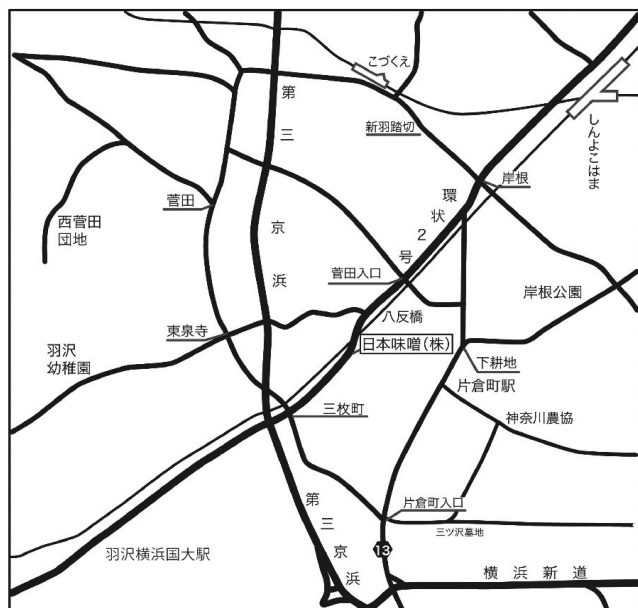 こづくえ
第三京浜
新羽踏切
しんよこはま
菅田
岸根
環状2号
西菅田
団地
菅田入口
岸根公園
八反橋
東泉寺
日本味噌(株)
羽沢
幼稚園
下耕地
片倉町駅
三枚町
神奈川農協
第三京浜
片倉町入口
三ツ沢墓地
羽沢横浜国大駅
13
横浜新道